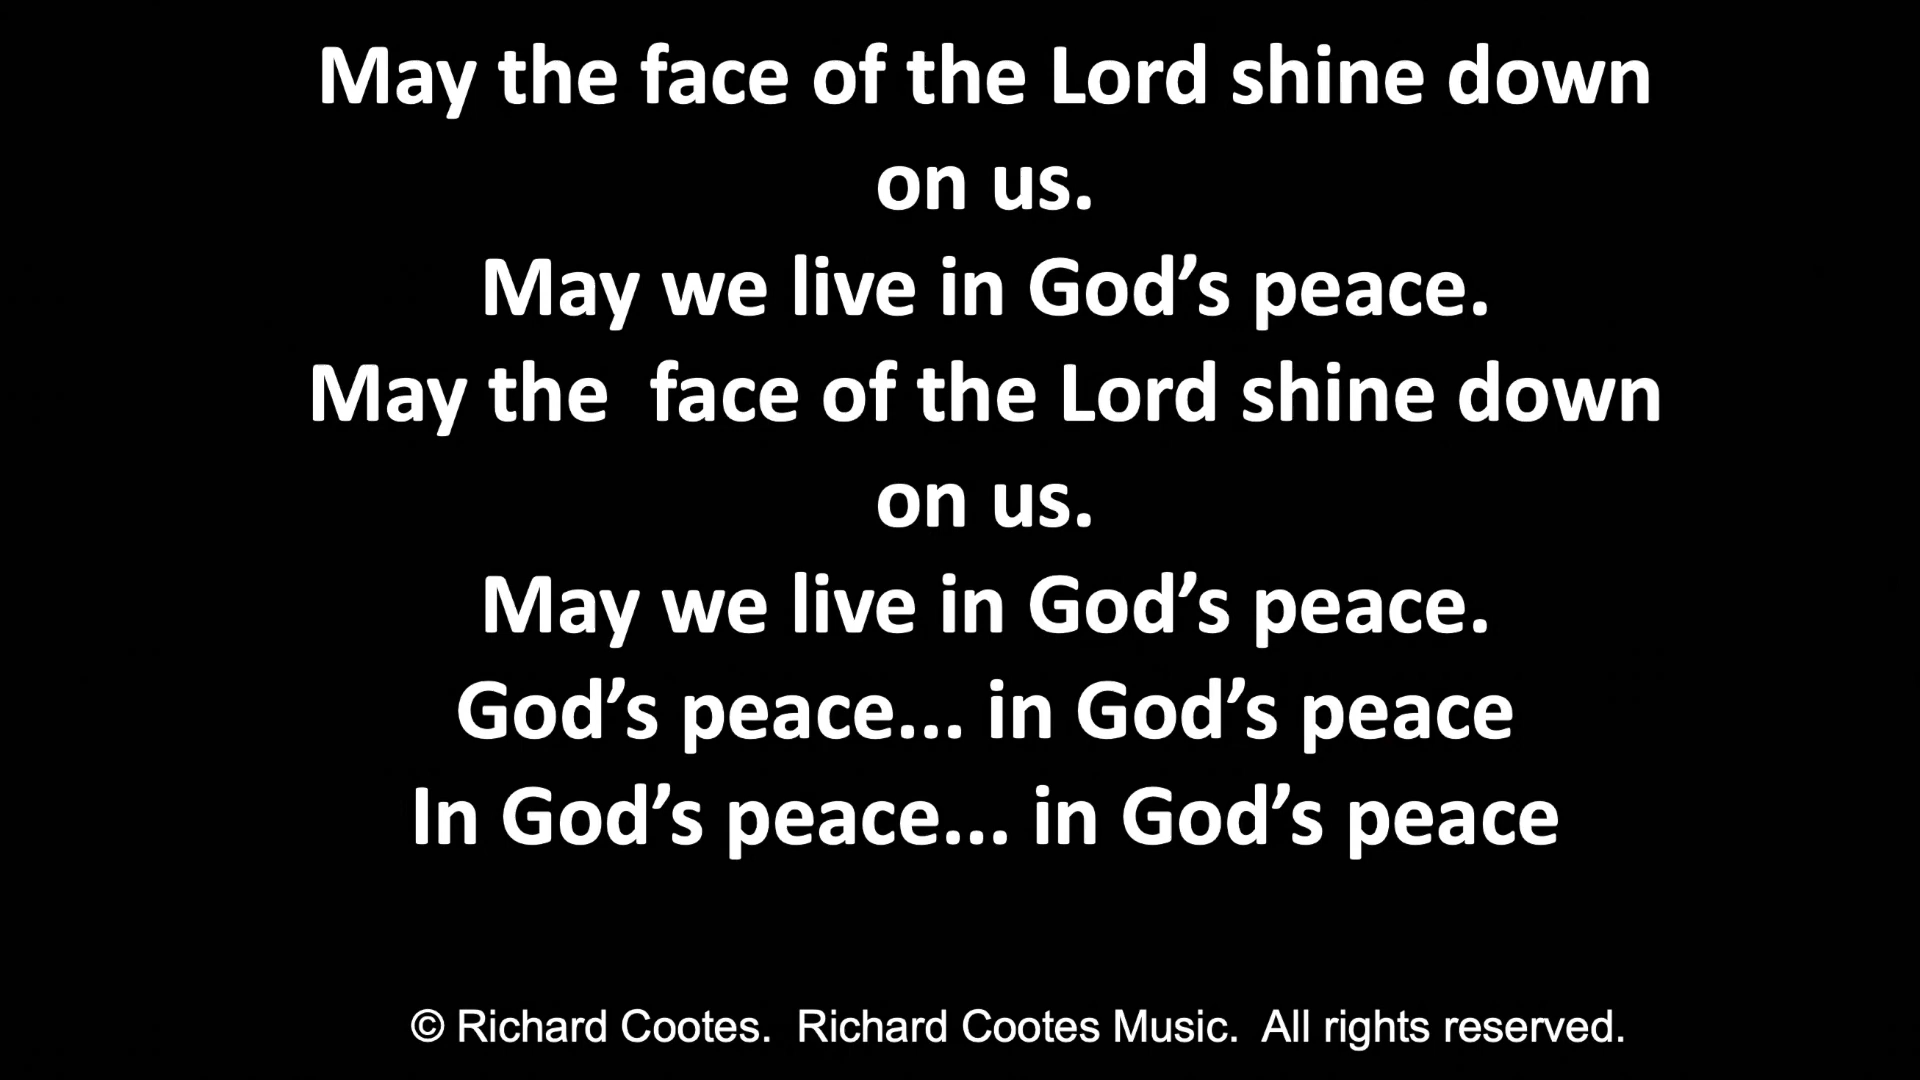 May the face of the Lord shine down
on us.
May we live in God’s peace.
May the  face of the Lord shine down
on us.
May we live in God’s peace.
God’s peace... in God’s peace
In God’s peace... in God’s peace
© Richard Cootes.  Richard Cootes Music.  All rights reserved.